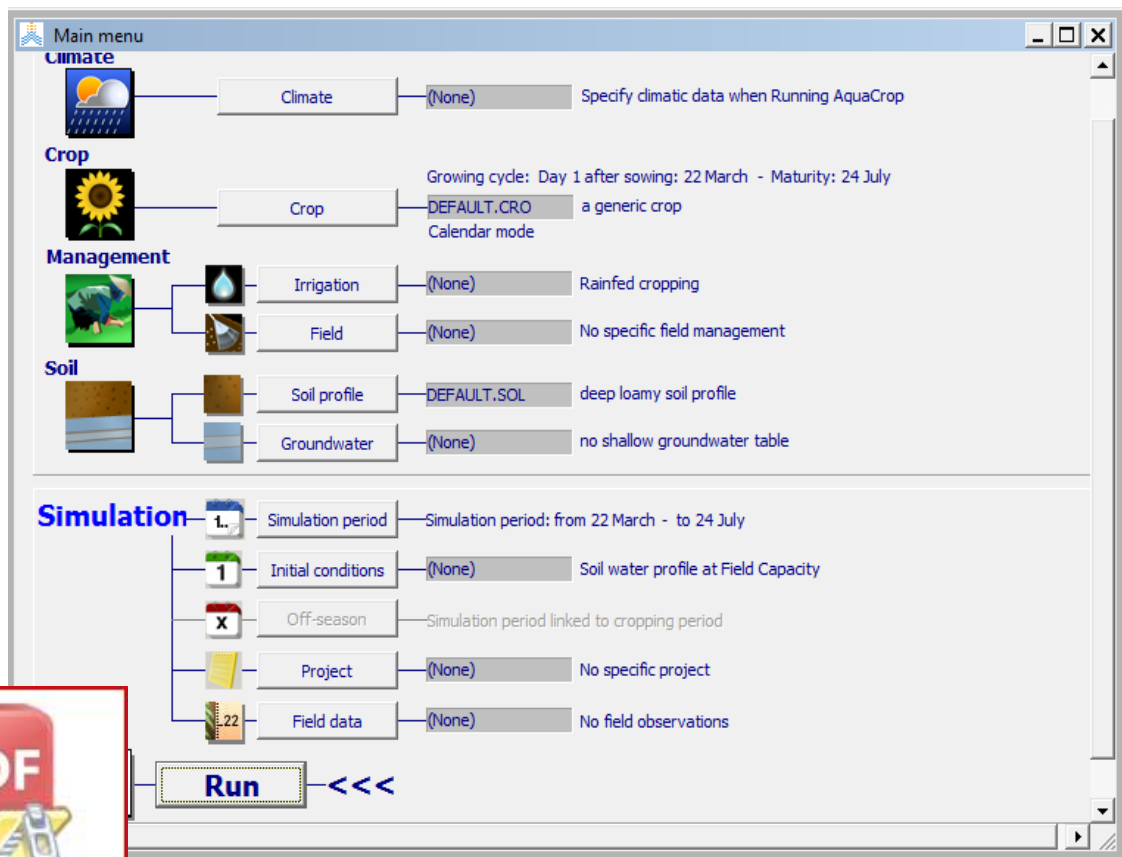 Main menu
Climate
Climate (None) Specify climatic data when Running AquaCrop
Crop
Growing cycle: Day 1 after sowing: 22 March - Maturity: 24 July
Crop DEFAULT.CRO a generic crop
Calendar mode
Management
Irrigation (None) Rainfed cropping
Field (None) No specific field management
Soil
Soil profile DEFAULT.SOL deep loamy soil profile
Groundwater (None) no shallow groundwater table
Simulation 1.. Simulation period Simulation period: from 22 March - to 24 July
1 Initial conditions (None) Soil water profile at Field Capacity
X Off-season Simulation period linked to cropping period
Project (None) No specific project
.22 Field data (None) No field observations
DF
Run <<<